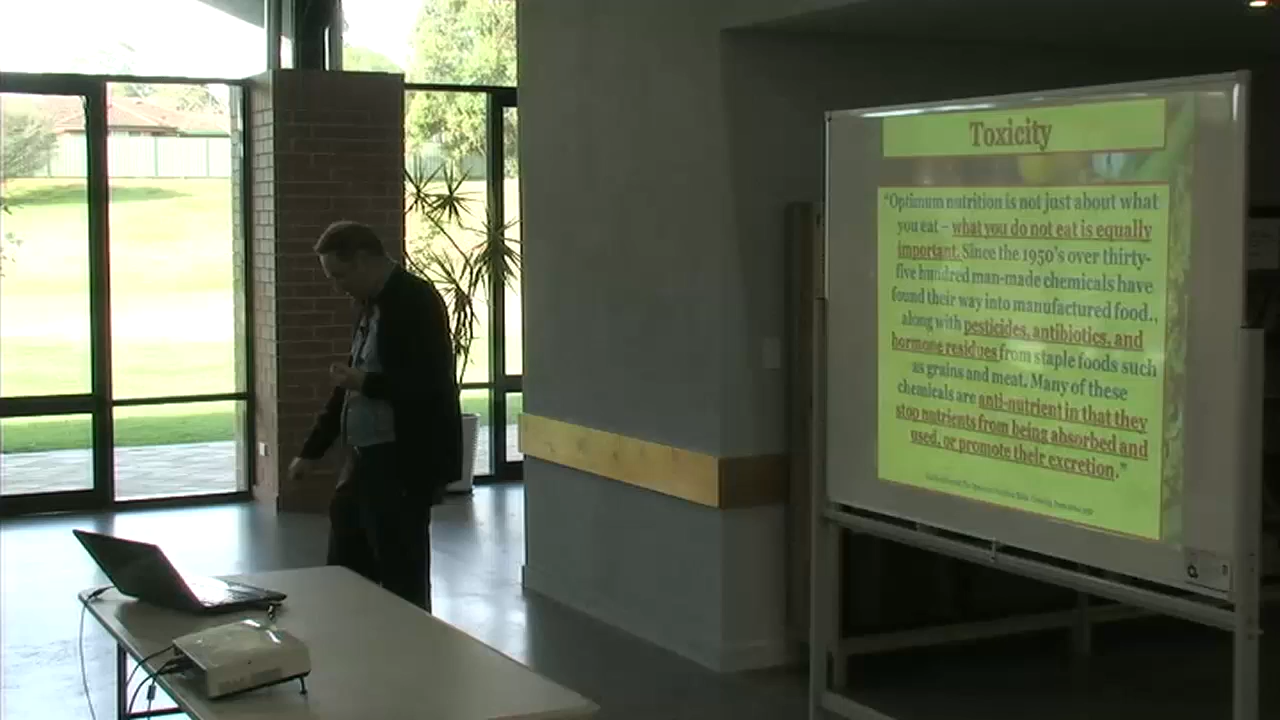 Toxicity
"Optimum nutrition is not just about what
you eat – what you do not eat is equally
important. Since the 1950's over thirty-
five hundred man-made chemicals have
found their way into manufactured food.,
along with pesticides, antibiotics, and
hormone residues from staple foods such
as grains and meat. Many of these
chemicals are anti-nutrient in that they
stop nutrients from being absorbed and
used, or promote their excretion."